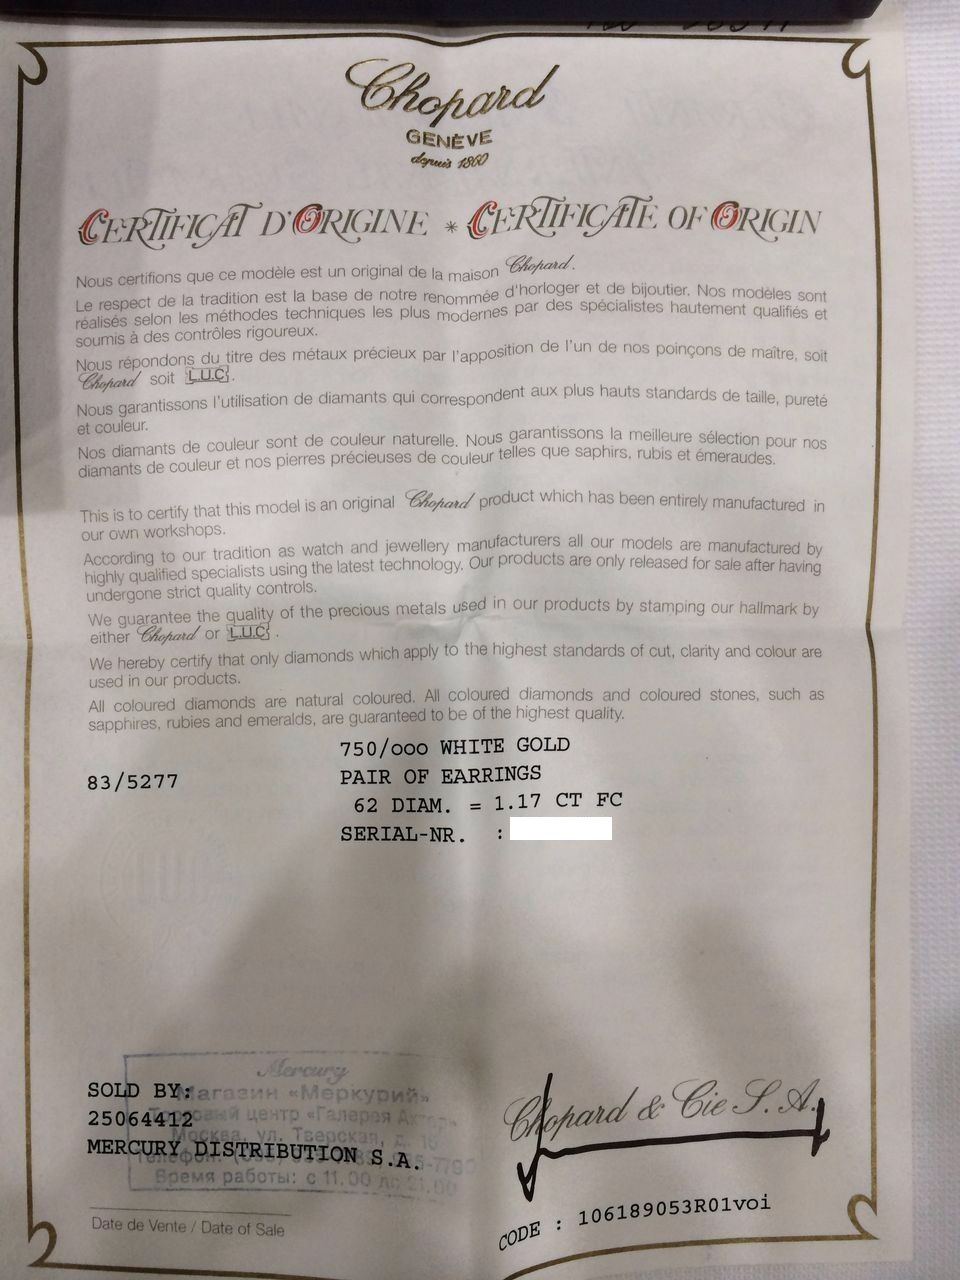 Chopard
GENÈVE
depuis 1860
CERTIFICAT D'ORIGINE * CERTIFICATE OF ORIGIN
Nous certifions que ce modèle est un original de la maison Chopard.
Le respect de la tradition est la base de notre renommée d'horloger et de bijoutier. Nos modèles sont
réalisés selon les méthodes techniques les plus modernes par des spécialistes hautement qualifiés et
soumis à des contrôles rigoureux.
Nous répondons du titre des métaux précieux par l'apposition de l'un de nos poinçons de maître, soit
Chopard soit L.U.C.
Nous garantissons l'utilisation de diamants qui correspondent aux plus hauts standards de taille, pureté
et couleur.
Nos diamants de couleur sont de couleur naturelle. Nous garantissons la meilleure sélection pour nos
diamants de couleur et nos pierres précieuses de couleur telles que saphirs, rubis et émeraudes.
This is to certify that this model is an original Chopard product which has been entirely manufactured in
our own workshops.
According to our tradition as watch and jewellery manufacturers all our models are manufactured by
highly qualified specialists using the latest technology. Our products are only released for sale after having
undergone strict quality controls.
We guarantee the quality of the precious metals used in our products by stamping our hallmark by
either Chopard or L.U.C.
We hereby certify that only diamonds which apply to the highest standards of cut, clarity and colour are
used in our products.
All coloured diamonds are natural coloured. All coloured diamonds and coloured stones, such as
sapphires, rubies and emeralds, are guaranteed to be of the highest quality.
750/ooo WHITE GOLD
83/5277 PAIR OF EARRINGS
62 DIAM. = 1.17 CT FC
SERIAL-NR. :
Mercury
Магазин «Меркурий»
Торговый центр «Галерея
Москва, ул. Тверская, д.
Время работы: с 11.00 до 21.00
SOLD BY:
25064412
MERCURY DISTRIBUTION S.A.
Chopard & Cie S.A.
Date de Vente / Date of Sale
CODE : 106189053R01voi